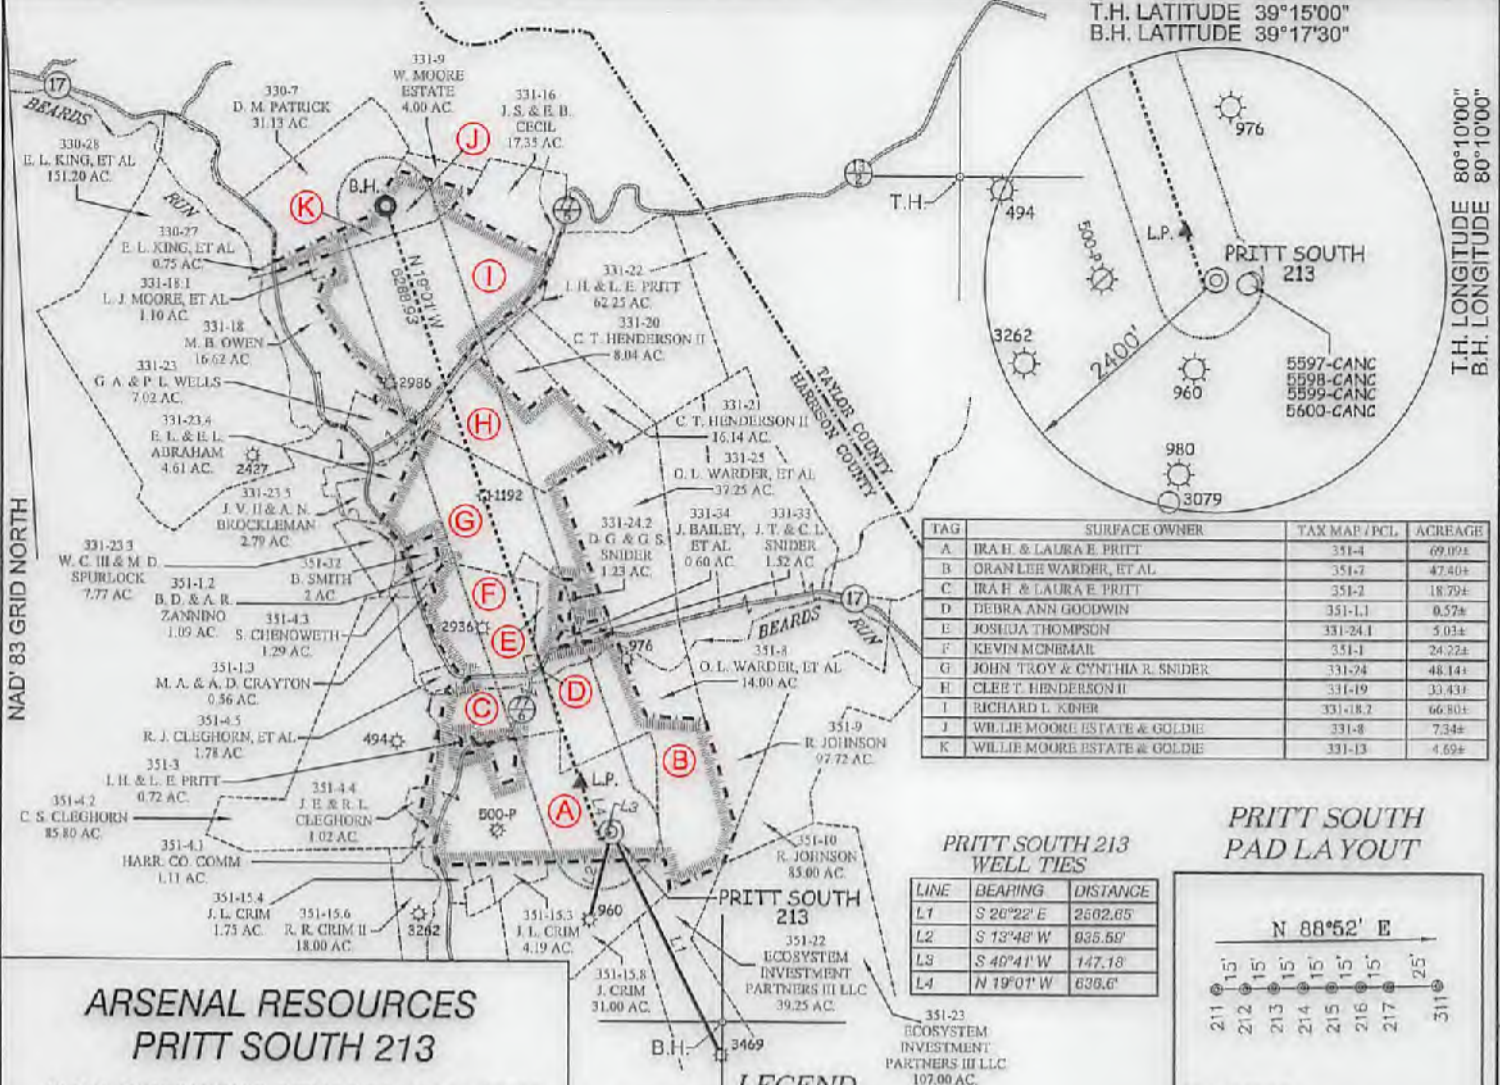 T.H. LATITUDE 39°15'00"
B.H. LATITUDE 39°17'30"
T.H. LONGITUDE 80°10'00"
B.H. LONGITUDE 80°10'00"
NAD'83 GRID NORTH
17
BEARDS
RUN
330-7
D. M. PATRICK
31.13 AC.
331-9
W. MOORE
ESTATE
4.00 AC.
331-16
J. S. & E. B.
CECIL
17.35 AC.
330-28
E. L. KING, ET AL
151.20 AC.
B.H.
K
J
I
330-27
E. L. KING, ET AL
0.75 AC.
331-18.1
L. J. MOORE, ET AL
1.10 AC.
331-18
M. B. OWEN
16.62 AC.
N 19°01' W
6288.93
331-22
I. H. & L. E. PRITT
62.25 AC.
331-20
C. T. HENDERSON II
8.04 AC.
13
2
T.H.
494
331-23
G. A. & P. L. WELLS
7.02 AC.
2986
331-23.4
E. L. & E. L.
ABRAHAM
4.61 AC.
2427
H
331-21
C. T. HENDERSON II
16.14 AC.
331-25
O. L. WARDER, ET AL
37.25 AC.
TAYLOR COUNTY
HARRISON COUNTY
331-23.5
J. V. II & A. N.
BROCKLEMAN
2.79 AC.
1192
G
331-24.2
D. G. & G. S.
SNIDER
1.23 AC.
331-34
J. BAILEY,
ET AL
0.60 AC.
331-33
J. T. & C. L.
SNIDER
1.52 AC.
331-23.3
W. C. III & M. D.
SPURLOCK
7.77 AC.
351-32
B. SMITH
2 AC.
351-1.2
B. D. & A. R.
ZANNINO
1.09 AC.
351-4.3
S. CHENOWETH
1.29 AC.
F
2936
E
17
BEARDS
RUN
976
351-8
O. L. WARDER, ET AL
14.00 AC.
351-1.3
M. A. & A. D. CRAYTON
0.56 AC.
D
C
77
6
351-4.5
R. J. CLEGHORN, ET AL
1.78 AC.
494
B
351-9
R. JOHNSON
97.72 AC.
351-3
I. H. & L. E. PRITT
0.72 AC.
L.P.
351-4.2
C. S. CLEGHORN
85.80 AC.
351-4.4
J. E. & R. L.
CLEGHORN
1.02 AC.
500-P
A
L4
L3
351-4.1
HARR. CO. COMM
1.11 AC.
351-10
R. JOHNSON
85.00 AC.
L2
351-15.4
J. L. CRIM
1.75 AC.
351-15.6
R. R. CRIM II
18.00 AC.
3262
351-15.3
J. L. CRIM
4.19 AC.
960
PRITT SOUTH
213
L1
351-15.8
J. CRIM
31.00 AC.
351-22
ECOSYSTEM
INVESTMENT
PARTNERS III LLC
39.25 AC.
351-23
ECOSYSTEM
INVESTMENT
PARTNERS III LLC
107.00 AC.
B.H.
3469
LEGEND
976
L.P.
500-P
PRITT SOUTH
213
3262
2400'
960
5597-CANC
5598-CANC
5599-CANC
5600-CANC
980
3079
TAG SURFACE OWNER TAX MAP / PCL ACREAGE
A IRA H. & LAURA E. PRITT 351-4 69.09±
B ORAN LEE WARDER, ET AL 351-7 47.40±
C IRA H. & LAURA E. PRITT 351-2 18.79±
D DEBRA ANN GOODWIN 351-1.1 0.57±
E JOSHUA THOMPSON 331-24.1 5.03±
F KEVIN MCNEMAR 351-1 24.22±
G JOHN TROY & CYNTHIA R. SNIDER 331-24 48.14±
H CLEE T. HENDERSON II 331-19 33.43±
I RICHARD L. KINER 331-18.2 66.80±
J WILLIE MOORE ESTATE & GOLDIE 331-8 7.34±
K WILLIE MOORE ESTATE & GOLDIE 331-13 4.69±
PRITT SOUTH 213
WELL TIES
LINE BEARING DISTANCE
L1 S 26°22' E 2562.65'
L2 S 13°48' W 935.59'
L3 S 40°41' W 147.18'
L4 N 19°01' W 636.6'
PRITT SOUTH
PAD LAYOUT
N 88°52' E
15' 15' 15' 15' 15' 15' 25'
211 212 213 214 215 216 217 311
ARSENAL RESOURCES
PRITT SOUTH 213